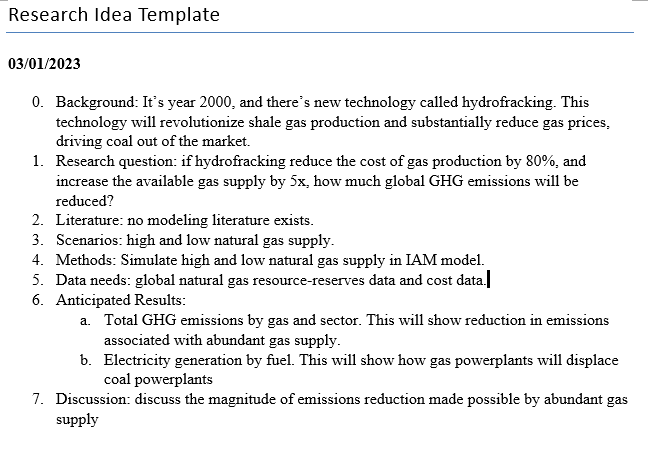 Research Idea Template
03/01/2023
0. Background: It's year 2000, and there's new technology called hydrofracking. This
technology will revolutionize shale gas production and substantially reduce gas prices,
driving coal out of the market.
1. Research question: if hydrofracking reduce the cost of gas production by 80%, and
increase the available gas supply by 5x, how much global GHG emissions will be
reduced?
2. Literature: no modeling literature exists.
3. Scenarios: high and low natural gas supply.
4. Methods: Simulate high and low natural gas supply in IAM model.
5. Data needs: global natural gas resource-reserves data and cost data.
6. Anticipated Results:
a. Total GHG emissions by gas and sector. This will show reduction in emissions
associated with abundant gas supply.
b. Electricity generation by fuel. This will show how gas powerplants will displace
coal powerplants
7. Discussion: discuss the magnitude of emissions reduction made possible by abundant gas
supply